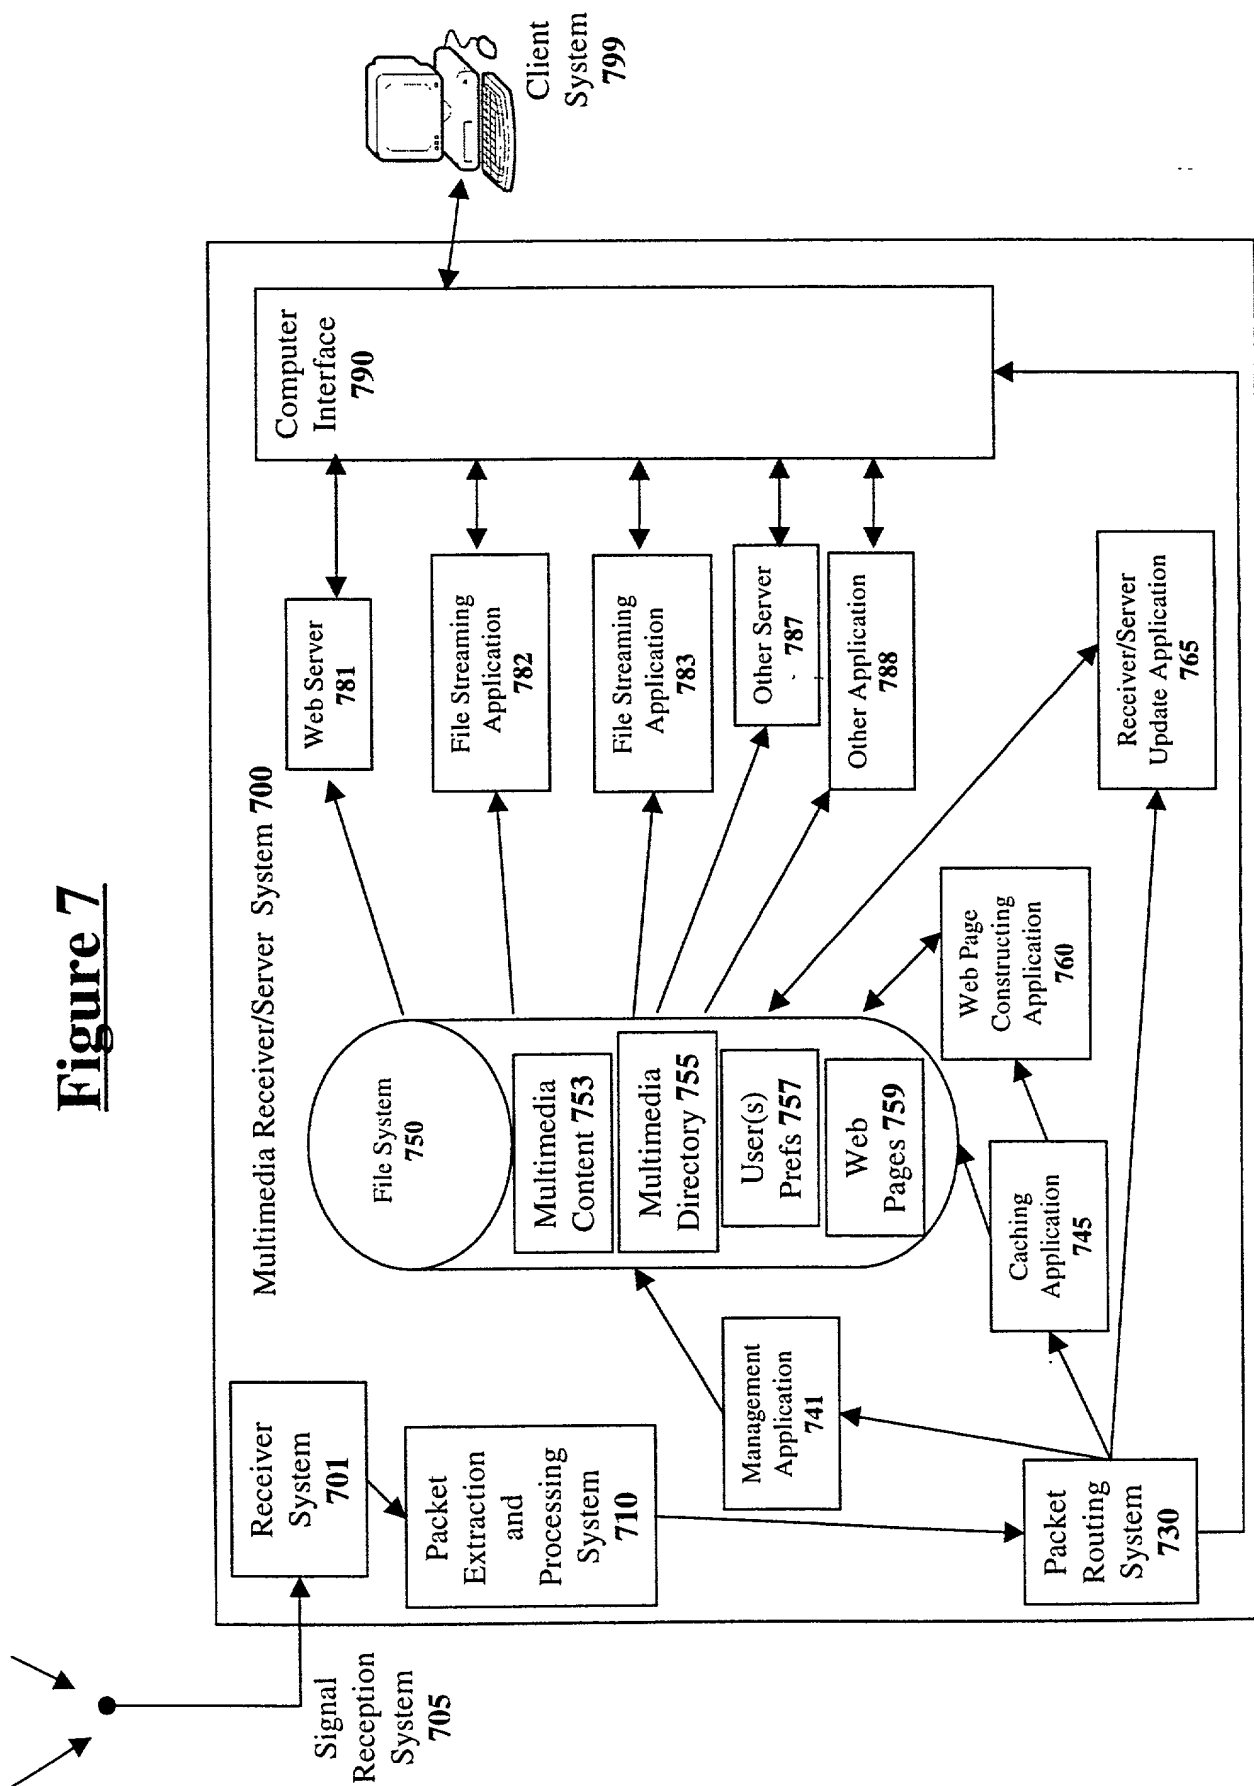 Figure 7
Multimedia Receiver/Server System 700
Signal
Reception
System
705
Receiver
System
701
Packet
Extraction
and
Processing
System
710
Packet
Routing
System
730
Management
Application
741
Caching
Application
745
File System
750
Multimedia
Content 753
Multimedia
Directory 755
User(s)
Prefs 757
Web
Pages 759
Web Page
Constructing
Application
760
Receiver/Server
Update Application
765
Web Server
781
File Streaming
Application
782
File Streaming
Application
783
Other Server
787
Other Application
788
Computer
Interface
790
Client
System
799